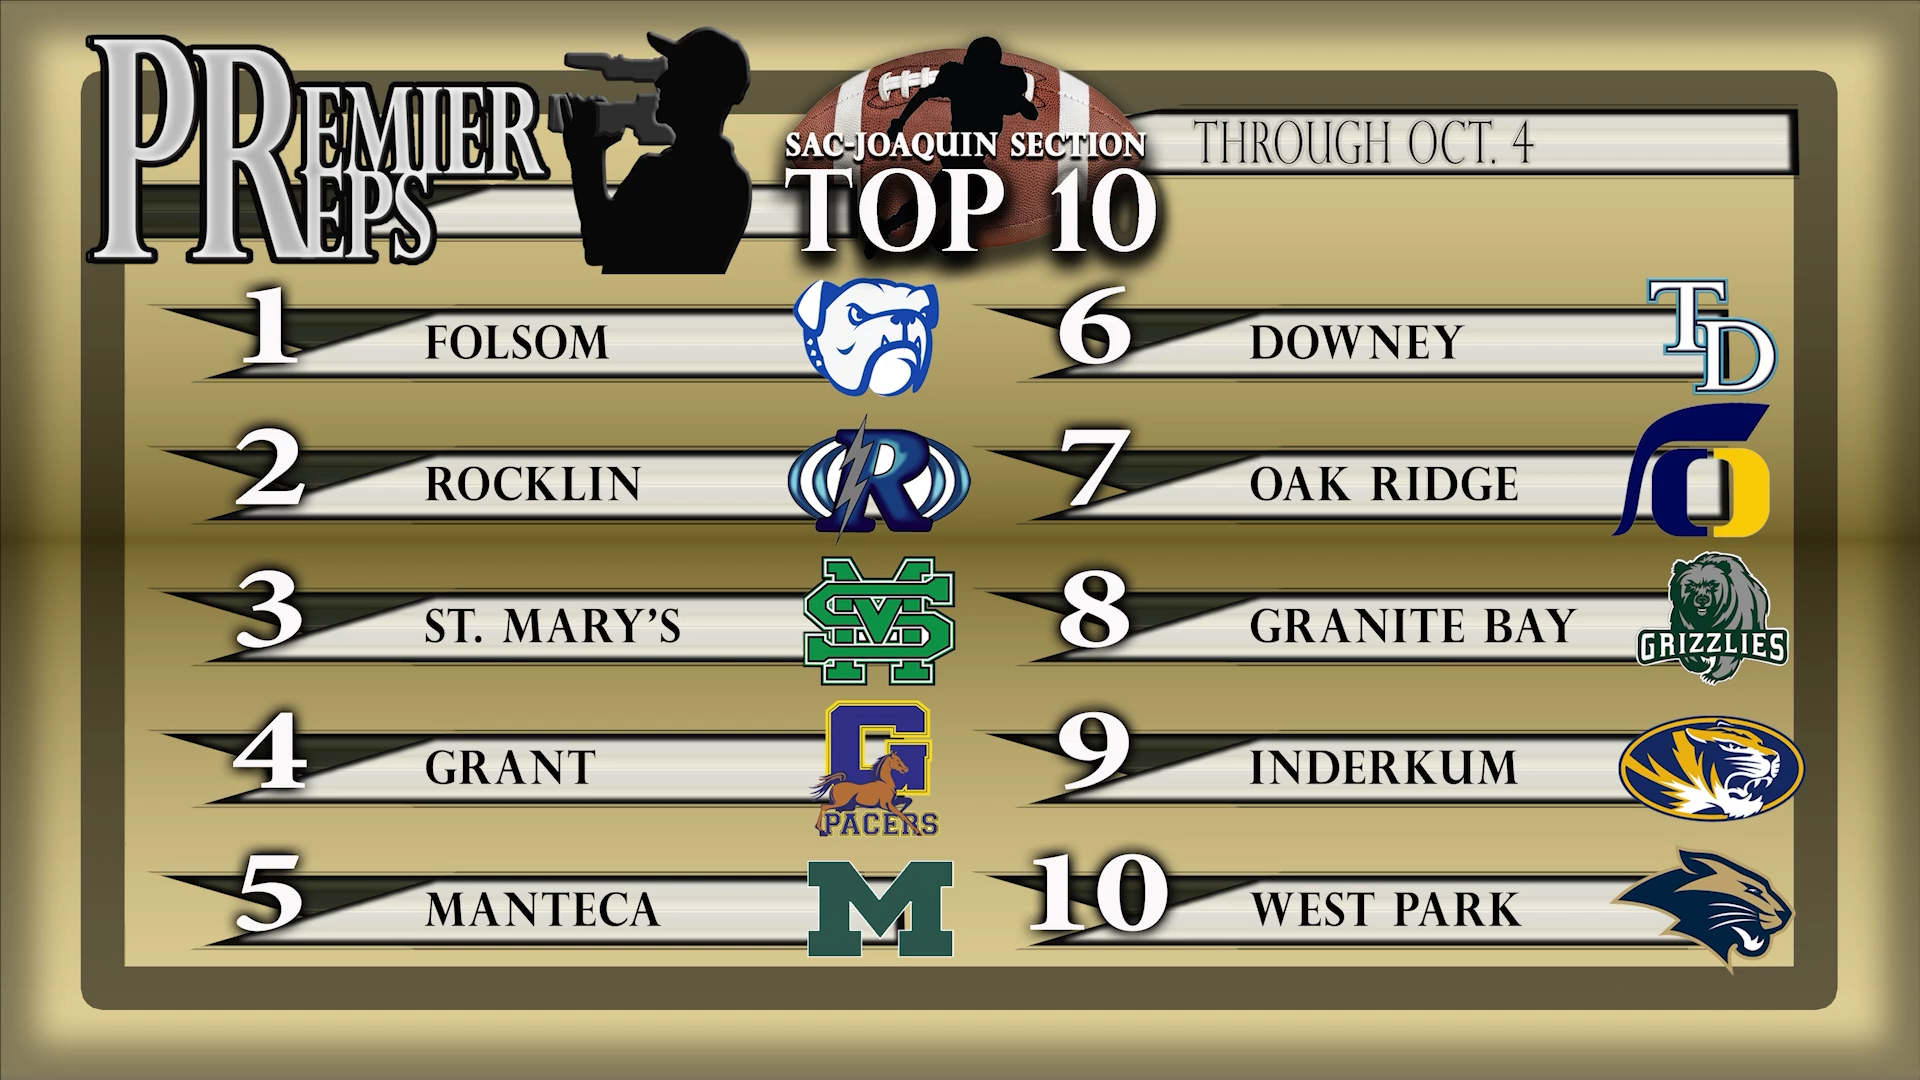 PREMIER
PREPS
SAC-JOAQUIN SECTION
TOP 10
THROUGH OCT. 4
1 FOLSOM
2 ROCKLIN
R
3 ST. MARY'S
SM
4 GRANT
G
PACERS
5 MANTECA
M
6 DOWNEY
TD
7 OAK RIDGE
O
8 GRANITE BAY
GRIZZLIES
9 INDERKUM
10 WEST PARK